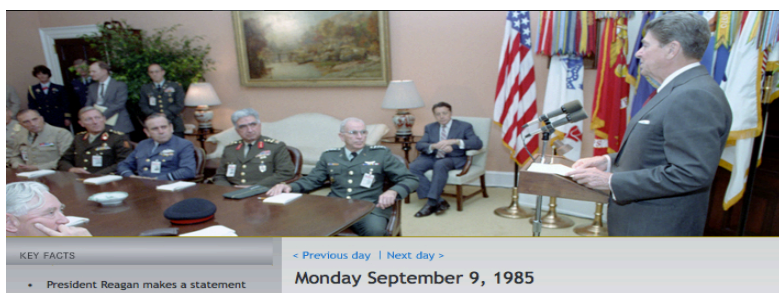 KEY FACTS
• President Reagan makes a statement
< Previous day | Next day >
Monday September 9, 1985